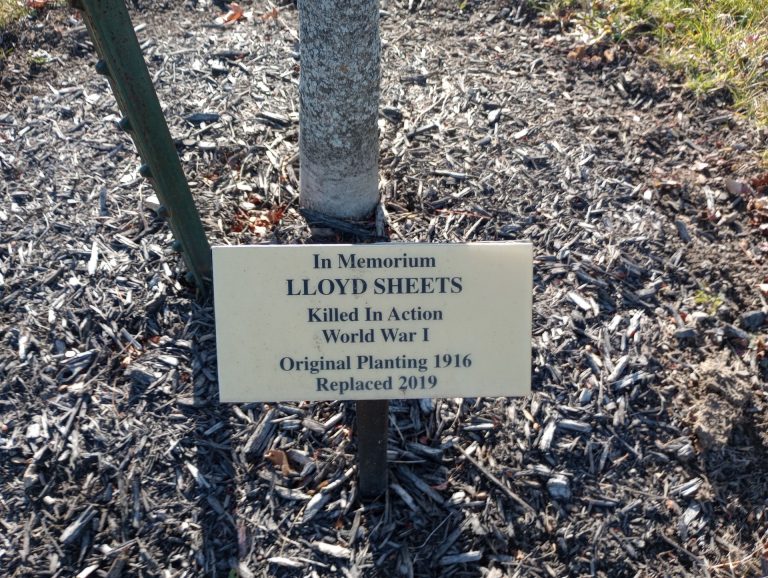 In Memorium
LLOYD SHEETS
Killed In Action
World War I
Original Planting 1916
Replaced 2019